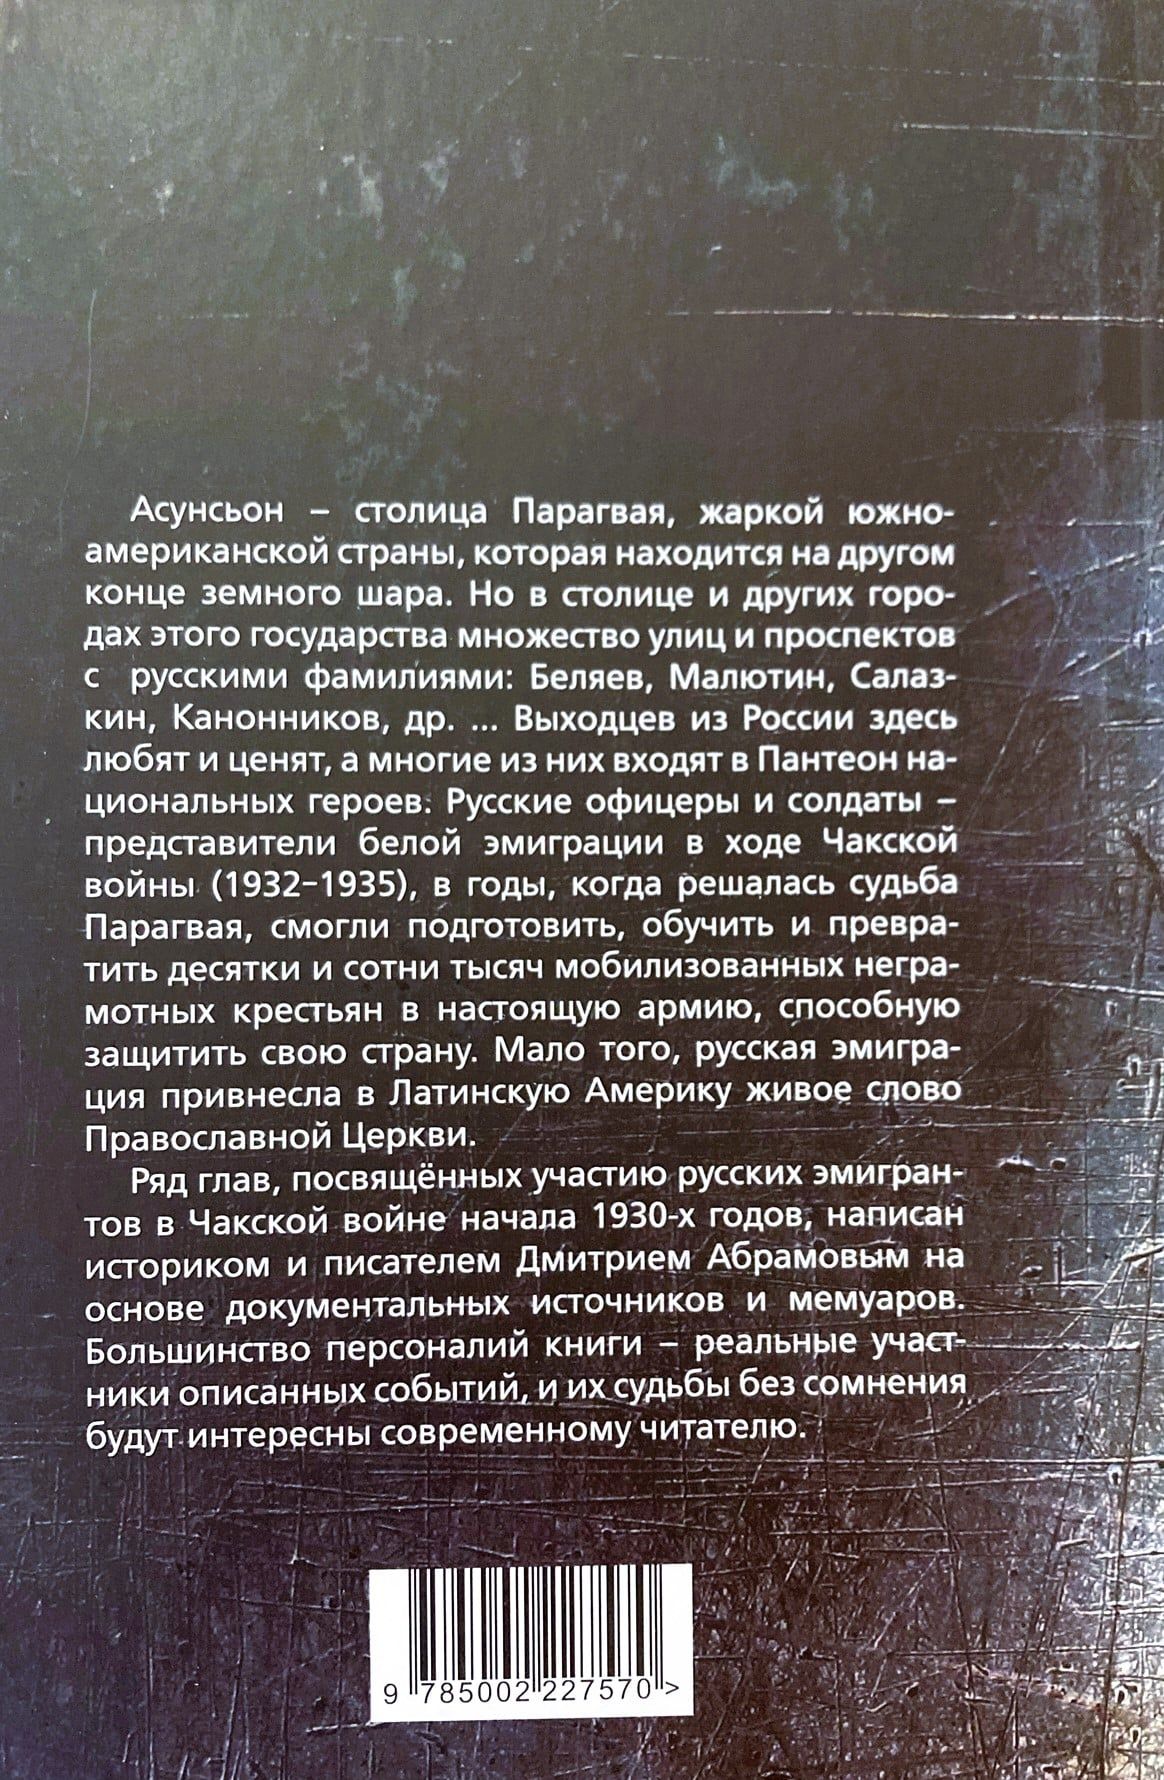 Асунсьон – столица Парагвая, жаркой южно-
американской страны, которая находится на другом
конце земного шара. Но в столице и других горо-
дах этого государства множество улиц и проспектов
с русскими фамилиями: Беляев, Малютин, Салаз-
кин, Канонников, др. ... Выходцев из России здесь
любят и ценят, а многие из них входят в Пантеон на-
циональных героев. Русские офицеры и солдаты –
представители белой эмиграции в ходе Чакской
войны (1932–1935), в годы, когда решалась судьба
Парагвая, смогли подготовить, обучить и превра-
тить десятки и сотни тысяч мобилизованных негра-
мотных крестьян в настоящую армию, способную
защитить свою страну. Мало того, русская эмигра-
ция привнесла в Латинскую Америку живое слово
Православной Церкви.
Ряд глав, посвящённых участию русских эмигран-
тов в Чакской войне начала 1930-х годов, написан
историком и писателем Дмитрием Абрамовым на
основе документальных источников и мемуаров.
Большинство персоналий книги – реальные участ-
ники описанных событий, и их судьбы без сомнения
будут интересны современному читателю.
9 785002 227570 >